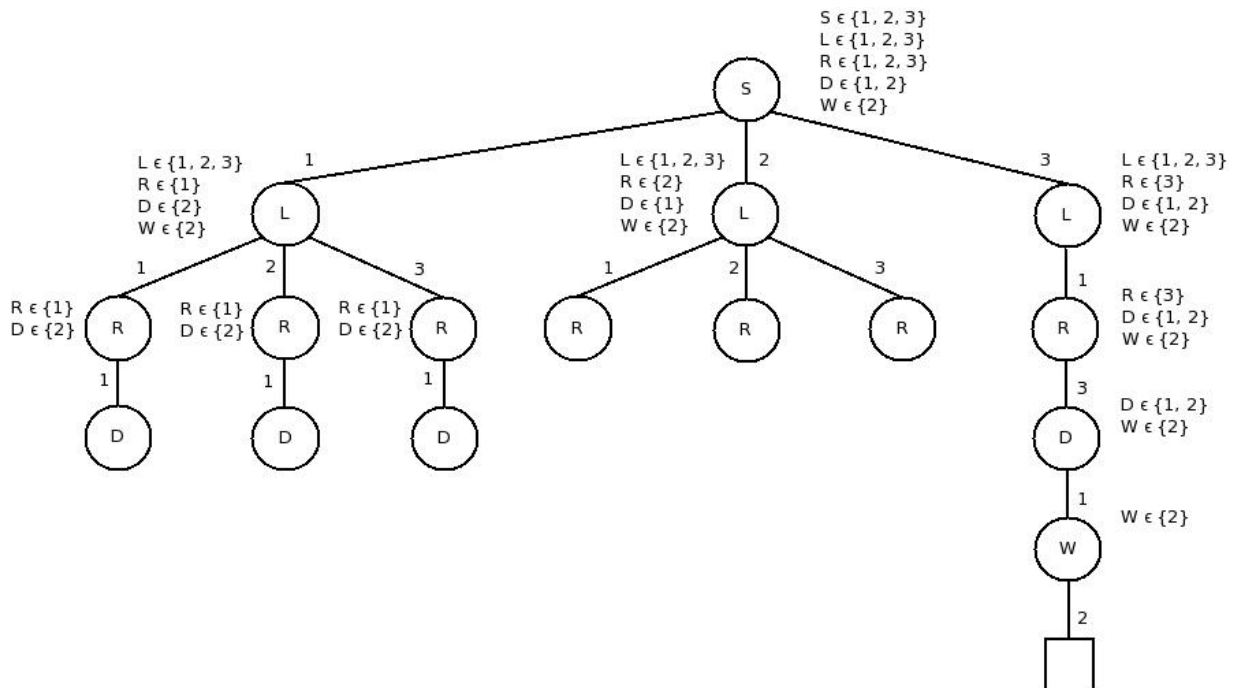 S ϵ {1, 2, 3}
L ϵ {1, 2, 3}
R ϵ {1, 2, 3}
D ϵ {1, 2}
W ϵ {2}
S
1
2
3
L ϵ {1, 2, 3}
R ϵ {1}
D ϵ {2}
W ϵ {2}
L
L ϵ {1, 2, 3}
R ϵ {2}
D ϵ {1}
W ϵ {2}
L
L ϵ {1, 2, 3}
R ϵ {3}
D ϵ {1, 2}
W ϵ {2}
L
1
2
3
1
2
3
1
R ϵ {1}
D ϵ {2}
R
R ϵ {1}
D ϵ {2}
R
R ϵ {1}
D ϵ {2}
R
R
R
R
R
R ϵ {3}
D ϵ {1, 2}
W ϵ {2}
1
1
1
3
D
D
D
D
D ϵ {1, 2}
W ϵ {2}
1
W
W ϵ {2}
2